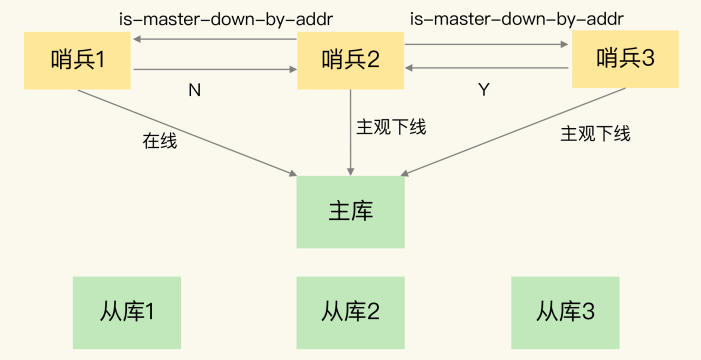 is-master-down-by-addr
is-master-down-by-addr
哨兵1
哨兵2
哨兵3
N
Y
在线
主观下线
主观下线
主库
从库1
从库2
从库3